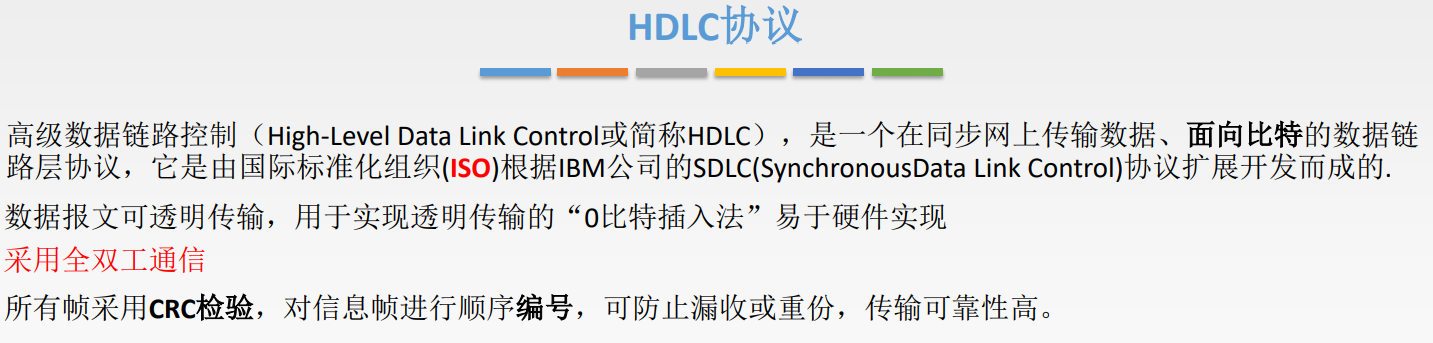 HDLC协议
高级数据链路控制（High-Level Data Link Control或简称HDLC），是一个在同步网上传输数据、面向比特的数据链
路层协议，它是由国际标准化组织(ISO)根据IBM公司的SDLC(SynchronousData Link Control)协议扩展开发而成的.
数据报文可透明传输，用于实现透明传输的“0比特插入法”易于硬件实现
采用全双工通信
所有帧采用CRC检验，对信息帧进行顺序编号，可防止漏收或重份，传输可靠性高。